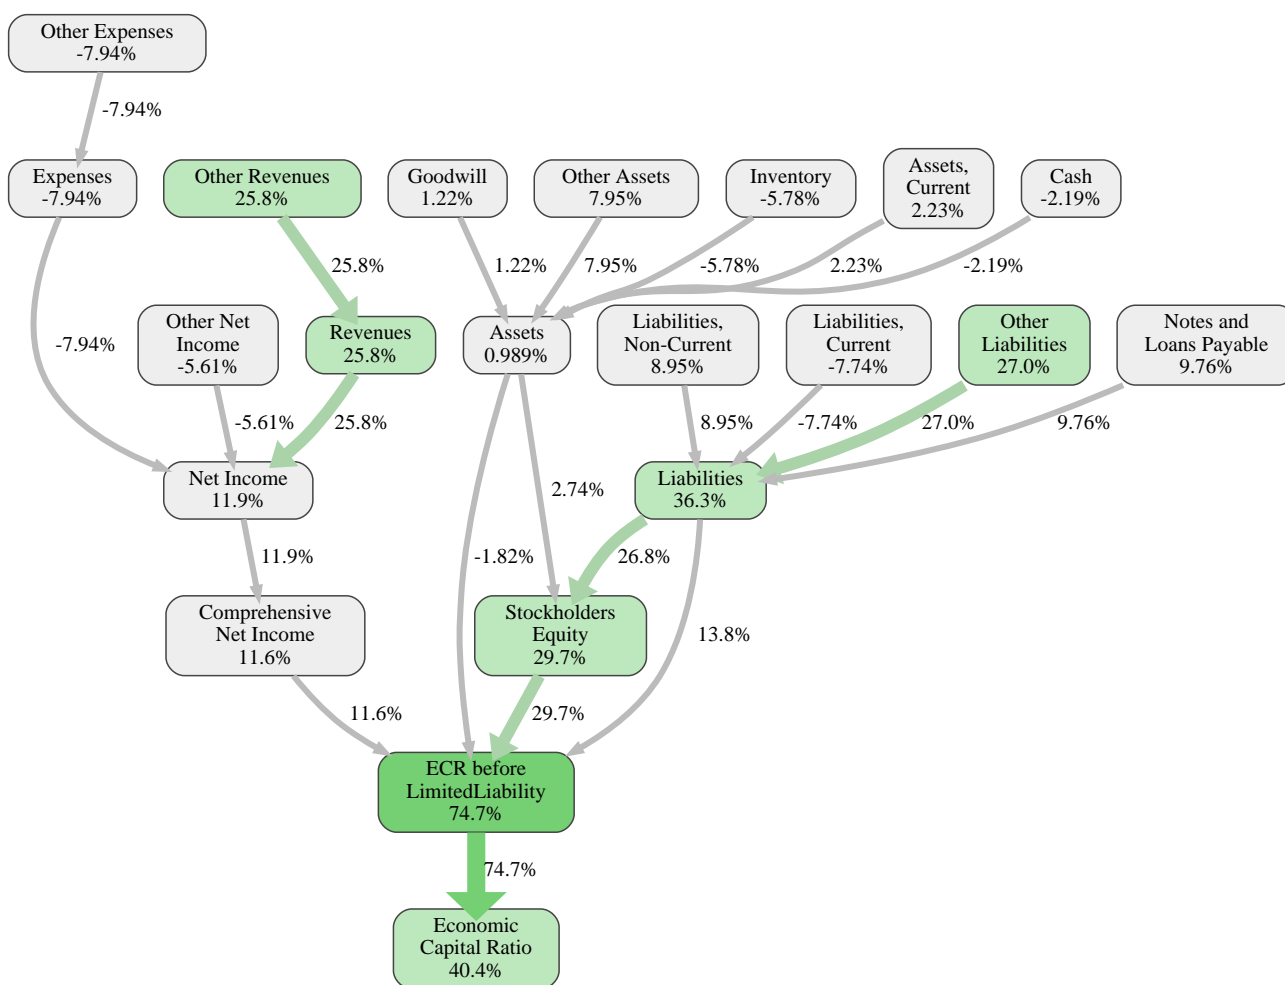 Other Expenses
-7.94%
-7.94%
Expenses
-7.94%
Other Revenues
25.8%
Goodwill
1.22%
Other Assets
7.95%
Inventory
-5.78%
Assets,
Current
2.23%
Cash
-2.19%
25.8%
1.22%
7.95%
-5.78%
2.23%
-2.19%
-7.94%
Other Net
Income
-5.61%
Revenues
25.8%
Assets
0.989%
Liabilities,
Non-Current
8.95%
Liabilities,
Current
-7.74%
Other
Liabilities
27.0%
Notes and
Loans Payable
9.76%
-5.61%
25.8%
8.95%
-7.74%
27.0%
9.76%
Net Income
11.9%
2.74%
Liabilities
36.3%
11.9%
-1.82%
26.8%
Comprehensive
Net Income
11.6%
Stockholders
Equity
29.7%
13.8%
11.6%
29.7%
ECR before
LimitedLiability
74.7%
74.7%
Economic
Capital Ratio
40.4%